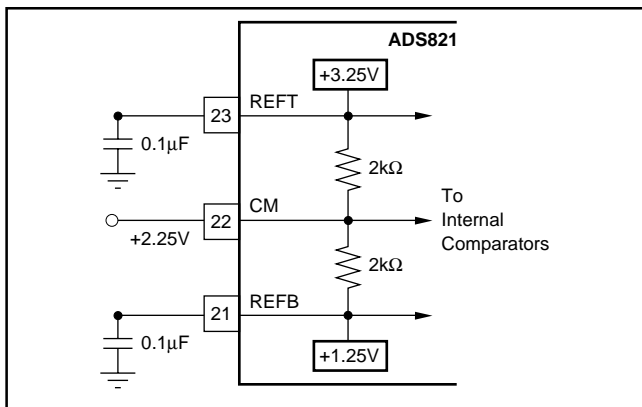 ADS821
+3.25V
23
REFT
0.1µF
2kΩ
To
Internal
Comparators
22
CM
+2.25V
2kΩ
21
REFB
0.1µF
+1.25V